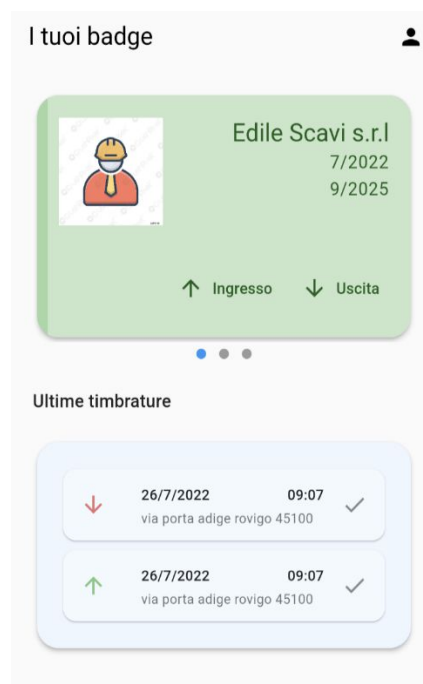 I tuoi badge
Edile Scavi s.r.l
7/2022
9/2025
Ingresso Uscita
Ultime timbrature
26/7/2022 09:07
via porta adige rovigo 45100
26/7/2022 09:07
via porta adige rovigo 45100